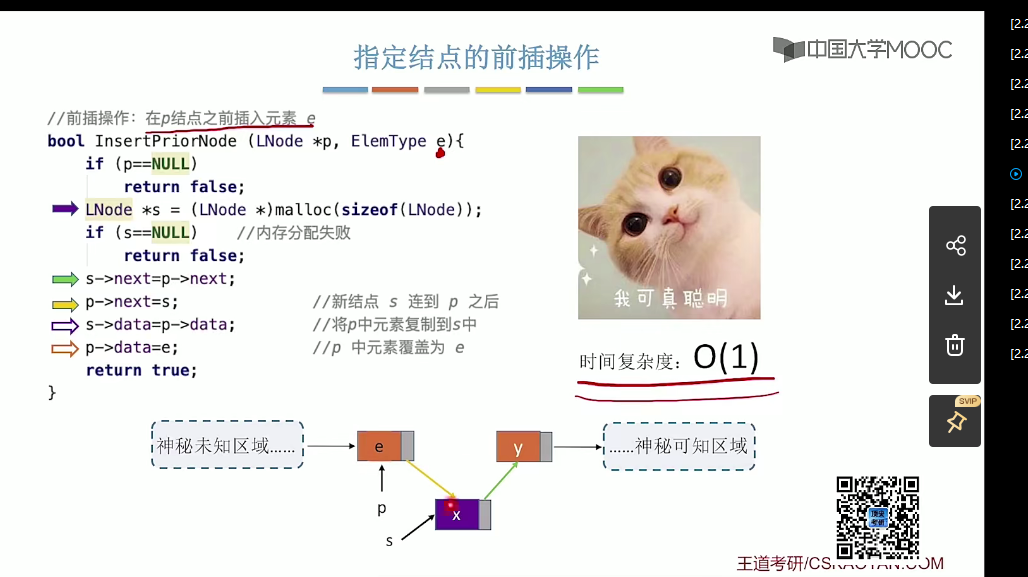 指定结点的前插操作
中国大学MOOC
//前插操作：在p结点之前插入元素 e
bool InsertPriorNode (LNode *p, ElemType e){
if (p==NULL)
return false;
LNode *s = (LNode *)malloc(sizeof(LNode));
if (s==NULL) //内存分配失败
return false;
s->next=p->next;
p->next=s; //新结点 s 连到 p 之后
s->data=p->data; //将p中元素复制到s中
p->data=e; //p 中元素覆盖为 e
return true;
}
我可真聪明
时间复杂度：O(1)
神秘未知区域……
e
y
……神秘可知区域
p
x
s
王道考研/CSKAOYAN.COM
SVIP
[2.2
[2.2
[2.2
[2.2
[2.2
[2.2
[2.2
[2.2
[2.2
[2.2
[2.2